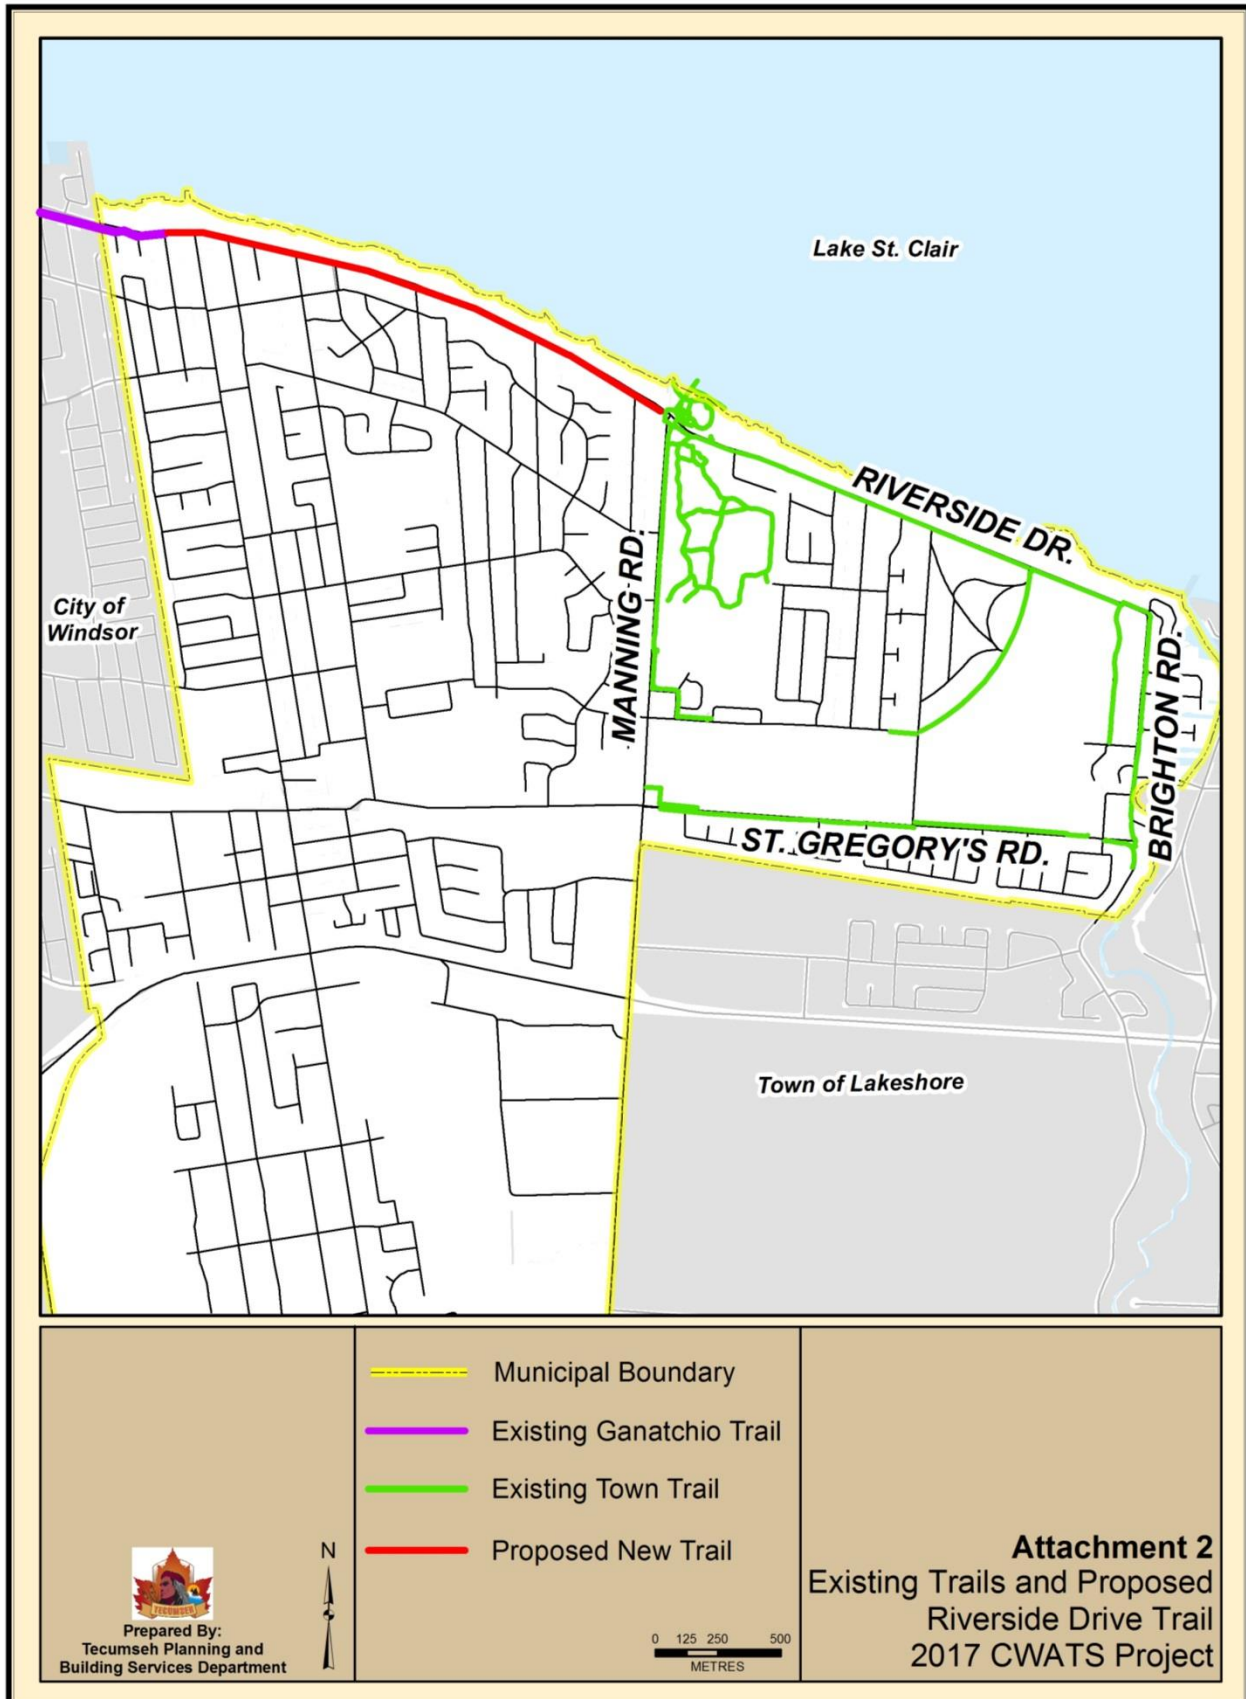 Lake St. Clair
RIVERSIDE DR.
City of
Windsor
MANNING RD.
BRIGHTON RD.
ST. GREGORY'S RD.
Town of Lakeshore
Municipal Boundary
Existing Ganatchio Trail
Existing Town Trail
Proposed New Trail
TECUMSEH
Prepared By:
Tecumseh Planning and
Building Services Department
N
0 125 250 500
METRES
Attachment 2
Existing Trails and Proposed
Riverside Drive Trail
2017 CWATS Project